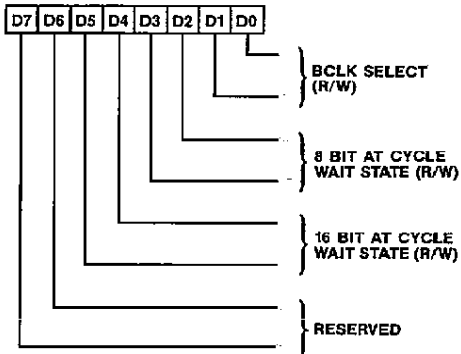 D7 D6 D5 D4 D3 D2 D1 D0
BCLK SELECT
(R/W)
8 BIT AT CYCLE
WAIT STATE (R/W)
16 BIT AT CYCLE
WAIT STATE (R/W)
RESERVED